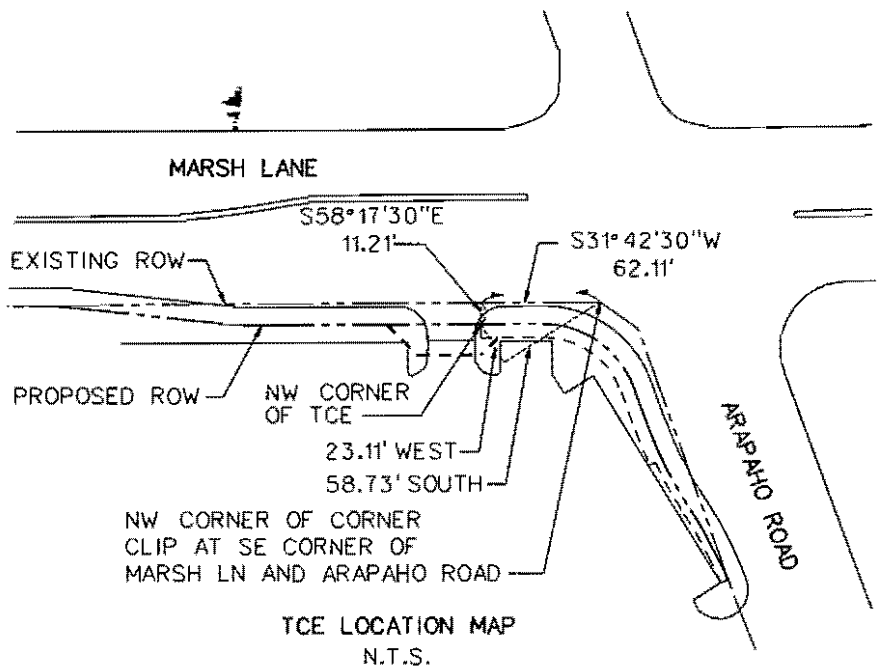 MARSH LANE
S58°17'30"E
11.21'
S31°42'30"W
62.11'
EXISTING ROW
PROPOSED ROW
NW CORNER
OF TCE
23.11' WEST
58.73' SOUTH
NW CORNER OF CORNER
CLIP AT SE CORNER OF
MARSH LN AND ARAPAHO ROAD
ARAPAHO ROAD
TCE LOCATION MAP
N.T.S.